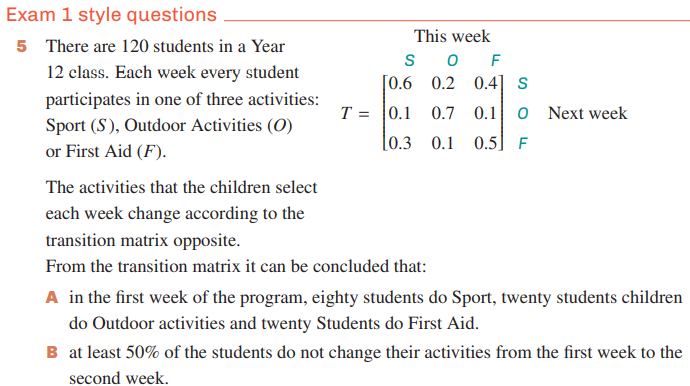 Exam 1 style questions
5 There are 120 students in a Year
12 class. Each week every student
participates in one of three activities:
Sport (S), Outdoor Activities (O)
or First Aid (F).
This week
S O F
T = [0.6 0.2 0.4] S
[0.1 0.7 0.1] O Next week
[0.3 0.1 0.5] F
The activities that the children select
each week change according to the
transition matrix opposite.
From the transition matrix it can be concluded that:
A in the first week of the program, eighty students do Sport, twenty students children
do Outdoor activities and twenty Students do First Aid.
B at least 50% of the students do not change their activities from the first week to the
second week.